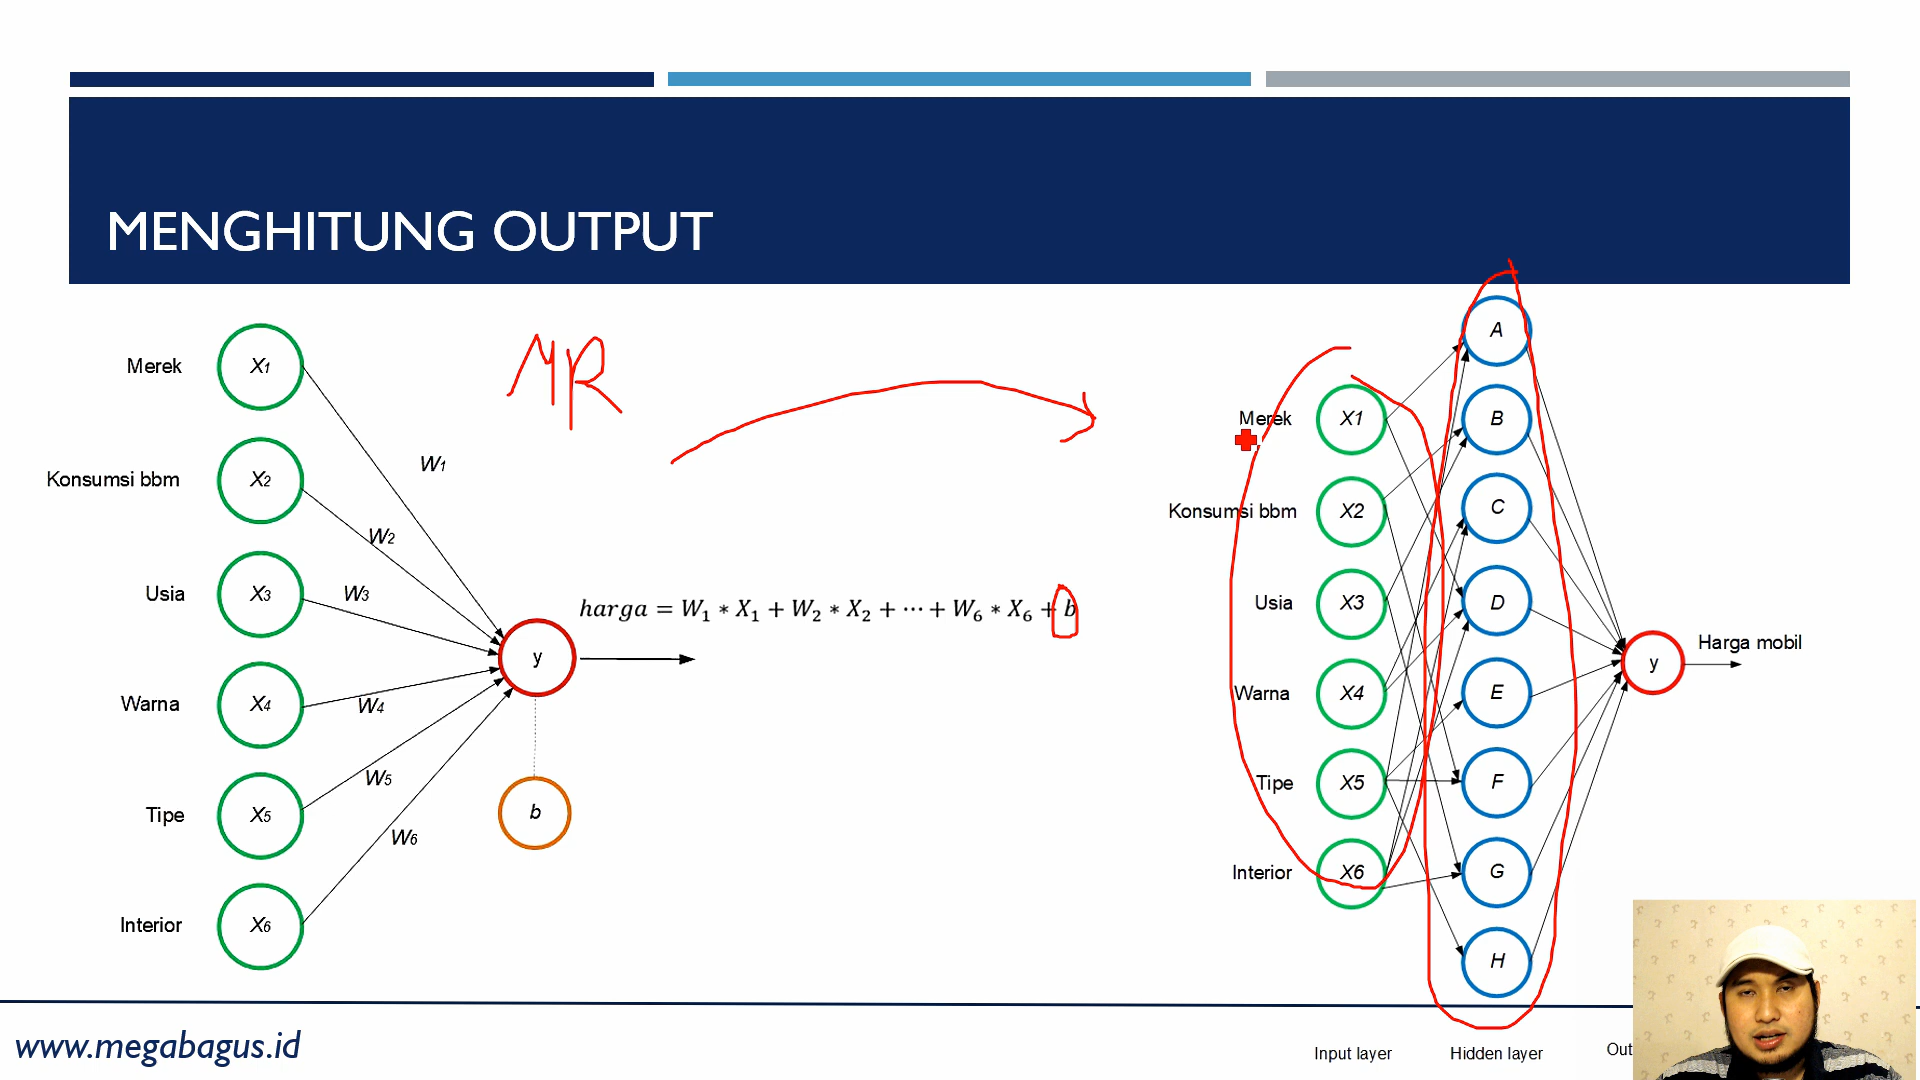 MENGHITUNG OUTPUT
MR
Merek X1 W1
Konsumsi bbm X2 W2
Usia X3 W3
Warna X4 W4
Tipe X5 W5
Interior X6 W6
y
b
harga = W1 * X1 + W2 * X2 + ⋯ + W6 * X6 + b
A
Merek X1 B
Konsumsi bbm X2 C
Usia X3 D
Warna X4 E
Tipe X5 F
Interior X6 G
H
y Harga mobil
Input layer Hidden layer Out
www.megabagus.id